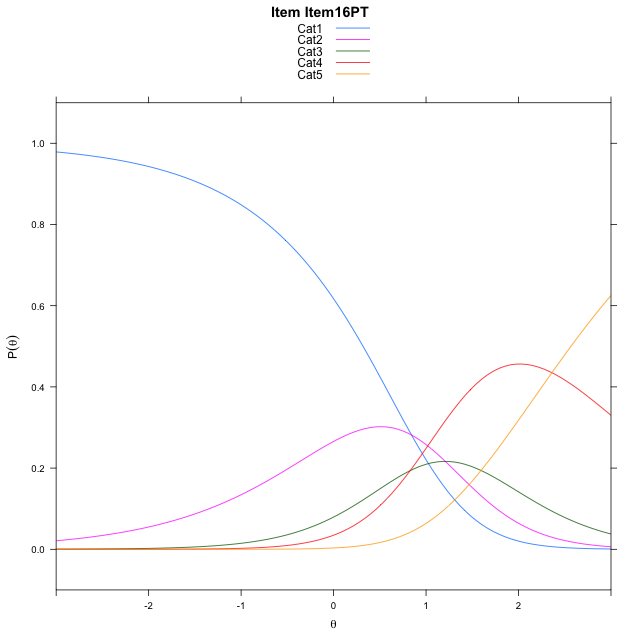 Item Item16PT
Cat1
Cat2
Cat3
Cat4
Cat5
1.0
0.8
0.6
0.4
0.2
0.0
P(θ)
-2 -1 0 1 2
θ